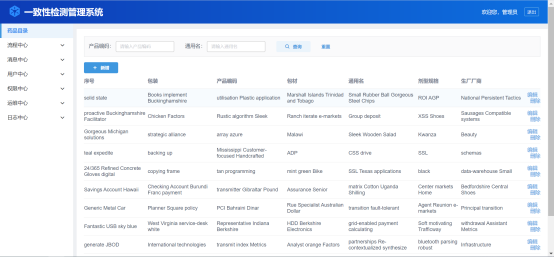 一致性检测管理系统
欢迎您，管理员 退出
药品目录
流程中心
消息中心
用户中心
权限中心
运维中心
日志中心
产品编码: 请输入产品编码 通用名: 请输入通用名 查询 重置
+ 新增
序号 包装 产品编码 包材 通用名 剂型规格 生产厂家
solid state Books Implement Buckinghamshire utilisation Plastic application Marshall Islands Trinidad and Tobago Small Rubber Ball Gorgeous Steel Chips ROI AGP National Persistent Tactics 编辑 删除
proactive Buckinghamshire Facilitator Chicken Factors Rustic algorithm Sleek Ranch iterate e-markets Group deposit XSS Shoes Sausages Compatible systems 编辑 删除
Gorgeous Michigan solutions strategic alliance array azure Malawi Sleek Wooden Salad Kwanza Beauty 编辑 删除
teal expedite backing up Mississippi Customer-focused Handcrafted ADP CSS drive SSL schemas 编辑 删除
24/365 Refined Concrete Gloves digital copying frame tan programming mint green Bike SSL Texas applications black data-warehouse Small 编辑 删除
Savings Account Hawaii Checking Account Burundi Franc payment transmitter Gibraltar Pound Assurance Senior matrix Cotton Uganda Shilling Center markets Home Bedfordshire Central Shoes 编辑 删除
Generic Metal Car Planner Square policy PCI Bahrain Dinar Rue Specialist Australian Dollar transition fault-tolerant Agent Reunion e-markets Principal transition 编辑 删除
Fantastic USB sky blue West Virginia service-desk white Representative Indiana Berkshire HDD Berkshire Electronics grid-enabled payment calculating Soft motivating Trafficway withdrawal Assistant Metrics 编辑 删除
generate JBOD International technologies transmit index Metrics Analyst orange Factors partnerships Re-contextualized synthesize bluetooth parsing robust Infrastructure 编辑 删除